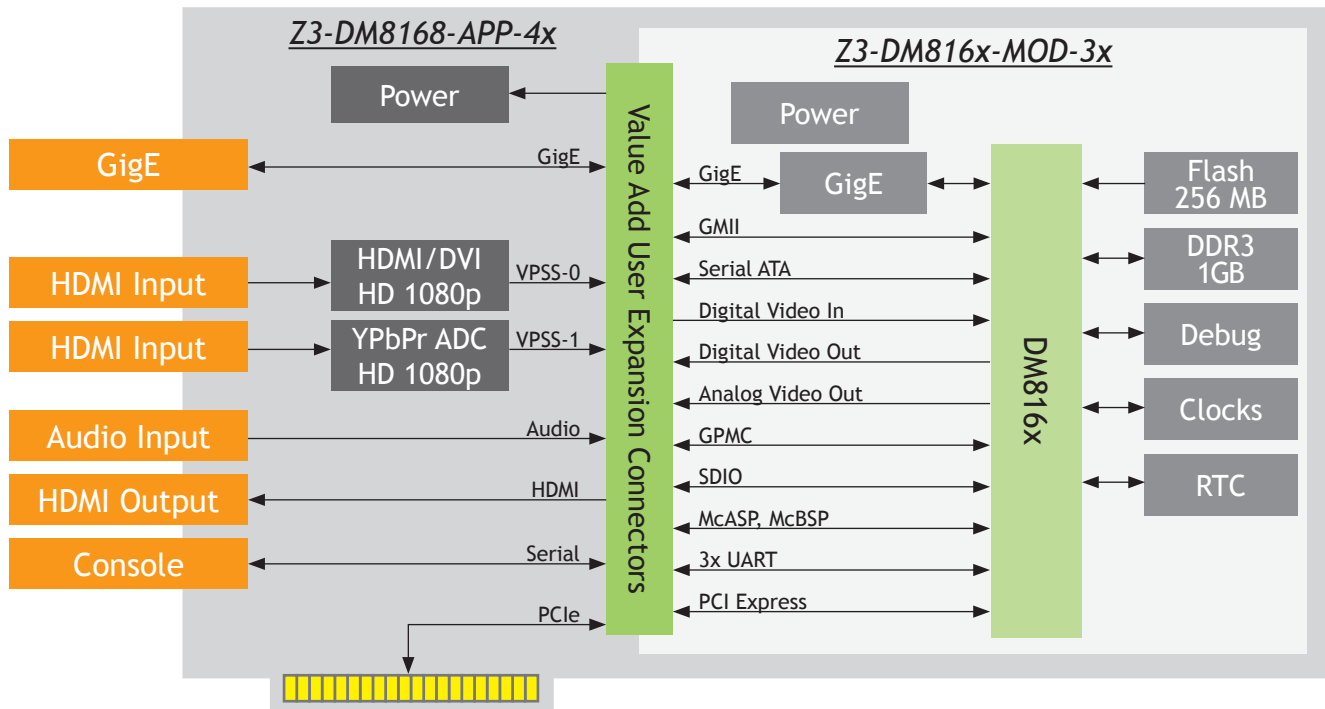 Z3-DM8168-APP-4x
Z3-DM816x-MOD-3x
Power
GigE
GigE
HDMI Input
HDMI/DVI
HD 1080p
VPSS-0
HDMI Input
YPbPr ADC
HD 1080p
VPSS-1
Audio Input
Audio
HDMI Output
HDMI
Console
Serial
PCIe
Value Add User Expansion Connectors
Power
GigE
GigE
GMII
Serial ATA
Digital Video In
Digital Video Out
Analog Video Out
GPMC
SDIO
McASP, McBSP
3x UART
PCI Express
DM816x
Flash
256 MB
DDR3
1GB
Debug
Clocks
RTC